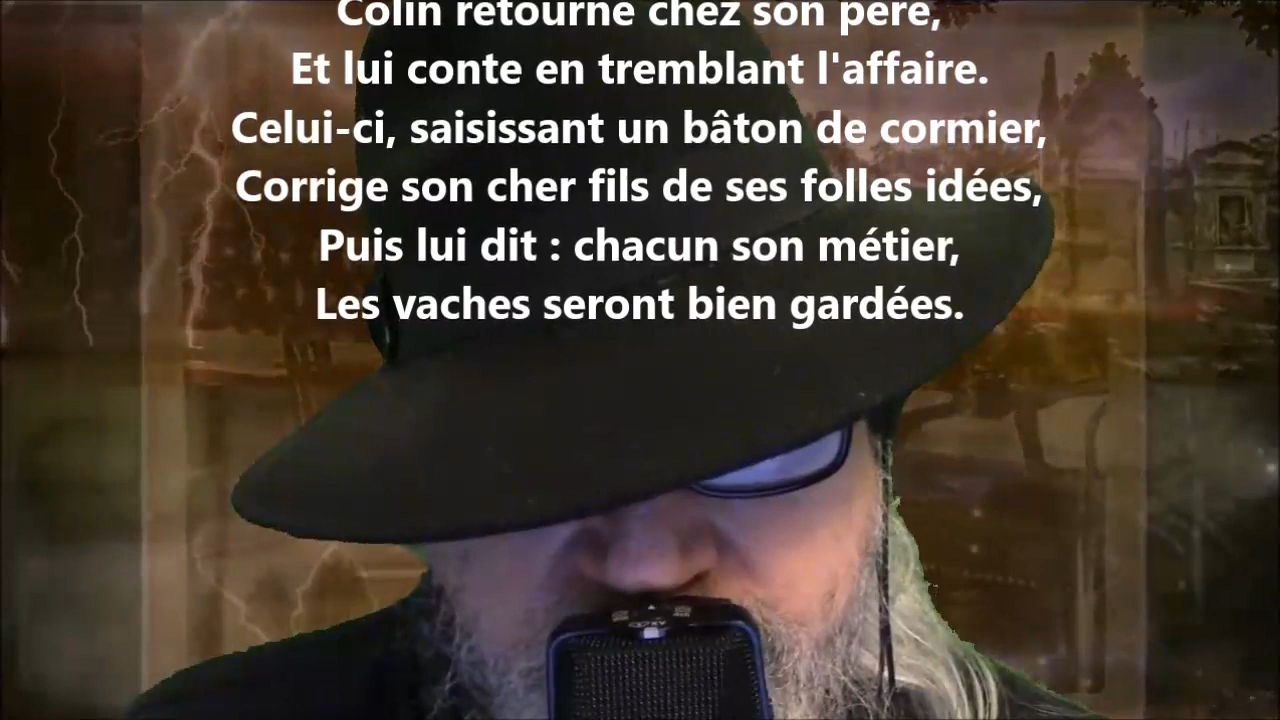 Colin retourne chez son père,
Et lui conte en tremblant l'affaire.
Celui-ci, saisissant un bâton de cormier,
Corrige son cher fils de ses folles idées,
Puis lui dit : chacun son métier,
Les vaches seront bien gardées.